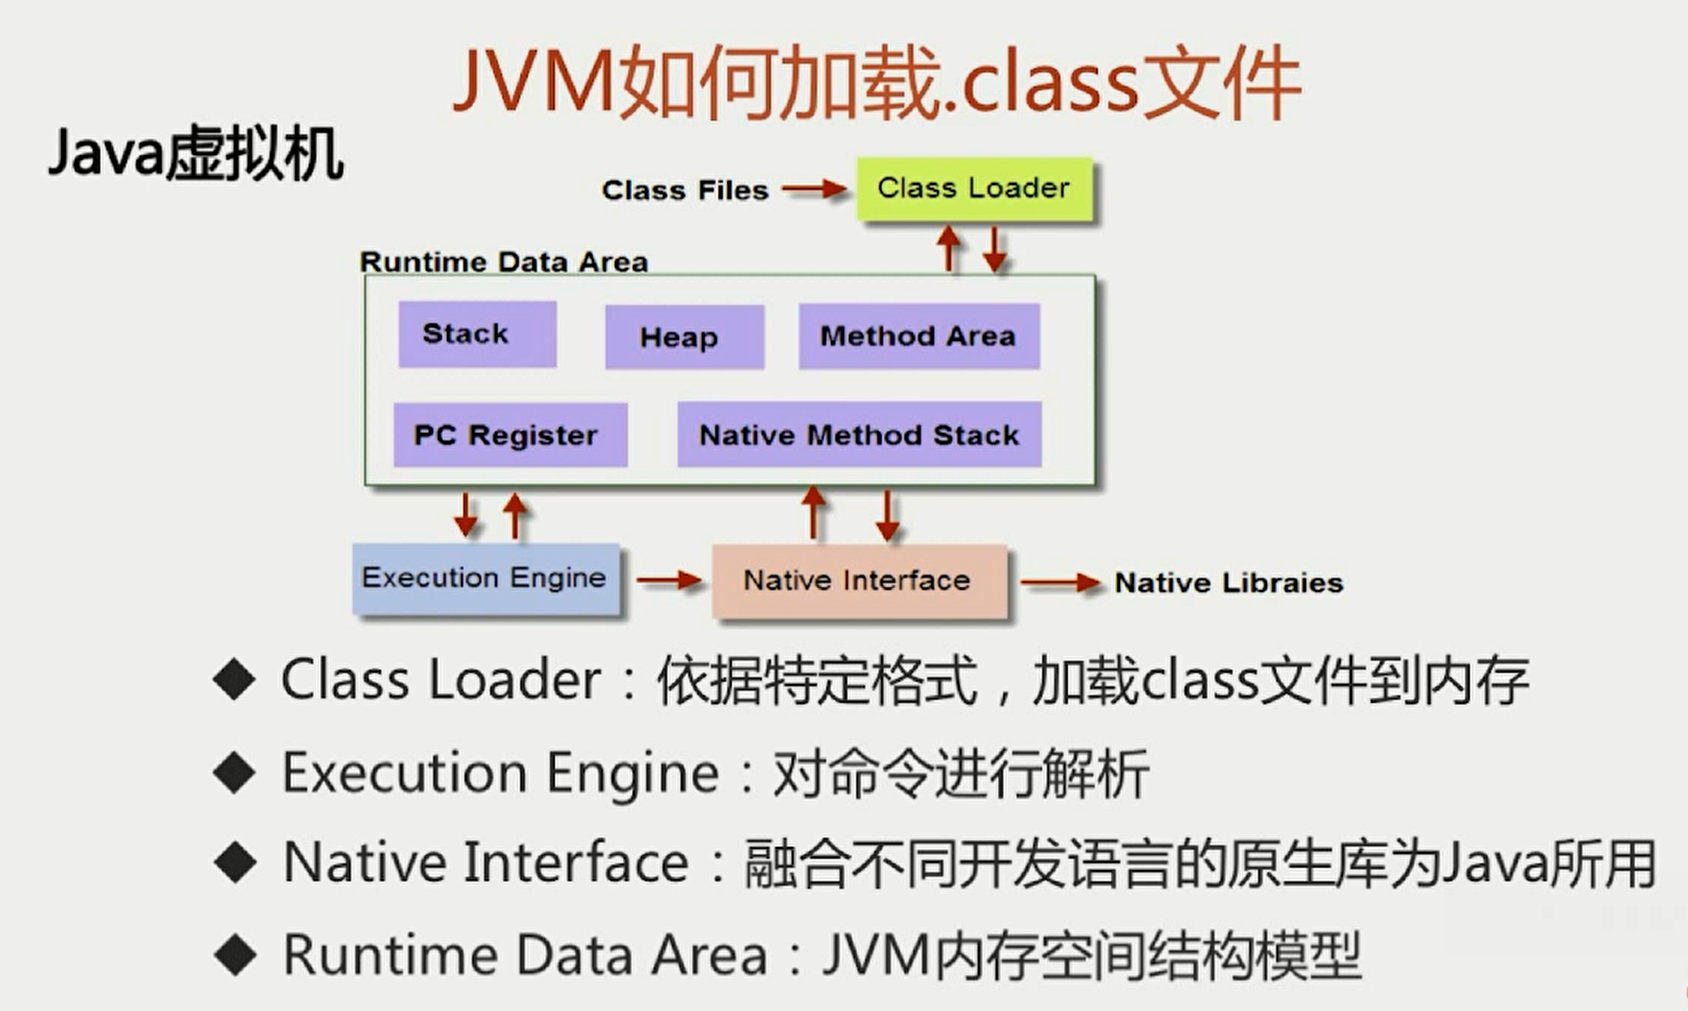 JVM如何加载.class文件
Java虚拟机
Class Files
Class Loader
Runtime Data Area
Stack
Heap
Method Area
PC Register
Native Method Stack
Execution Engine
Native Interface
Native Libraies
◆ Class Loader：依据特定格式，加载class文件到内存
◆ Execution Engine：对命令进行解析
◆ Native Interface：融合不同开发语言的原生库为Java所用
◆ Runtime Data Area：JVM内存空间结构模型